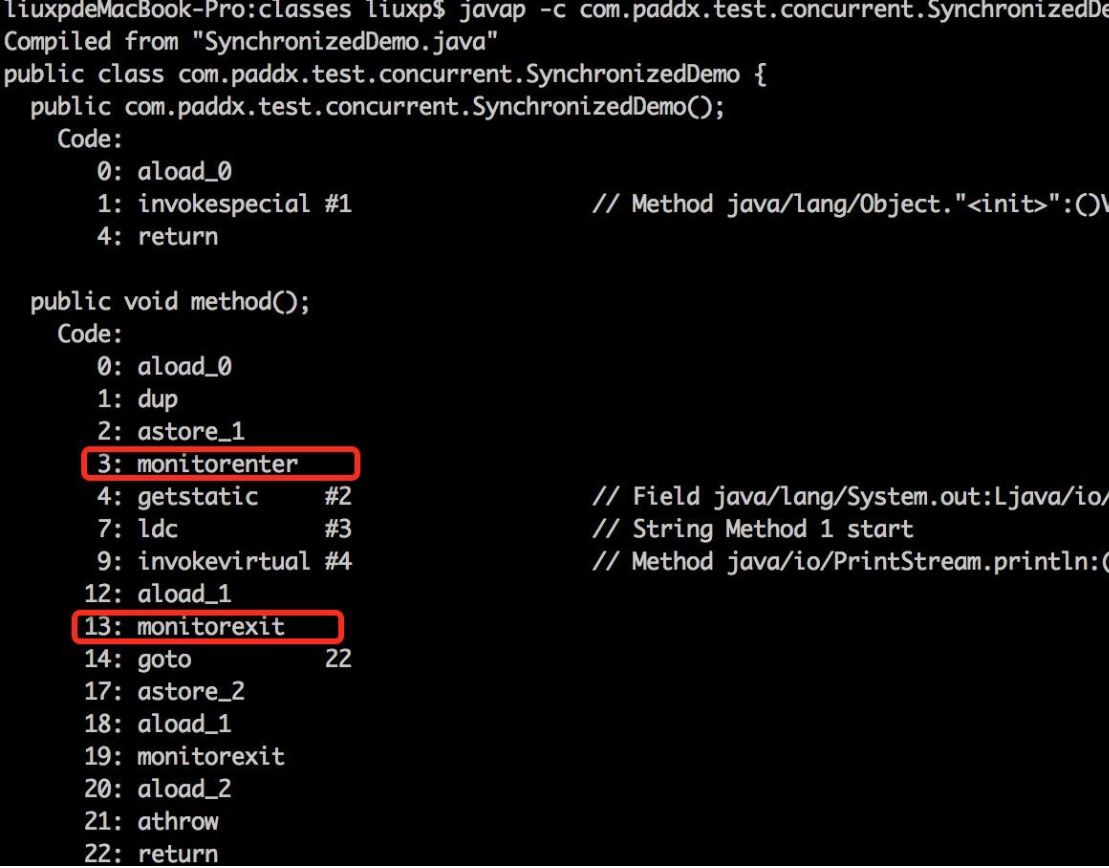 liuxpdeMacBook-Pro:classes liuxp$ javap -c com.paddx.test.concurrent.SynchronizedDe
Compiled from "SynchronizedDemo.java"
public class com.paddx.test.concurrent.SynchronizedDemo {
  public com.paddx.test.concurrent.SynchronizedDemo();
    Code:
       0: aload_0
       1: invokespecial #1                  // Method java/lang/Object."<init>":()V
       4: return

  public void method();
    Code:
       0: aload_0
       1: dup
       2: astore_1
       3: monitorenter
       4: getstatic     #2                  // Field java/lang/System.out:Ljava/io/
       7: ldc           #3                  // String Method 1 start
       9: invokevirtual #4                  // Method java/io/PrintStream.println:(
      12: aload_1
      13: monitorexit
      14: goto          22
      17: astore_2
      18: aload_1
      19: monitorexit
      20: aload_2
      21: athrow
      22: return